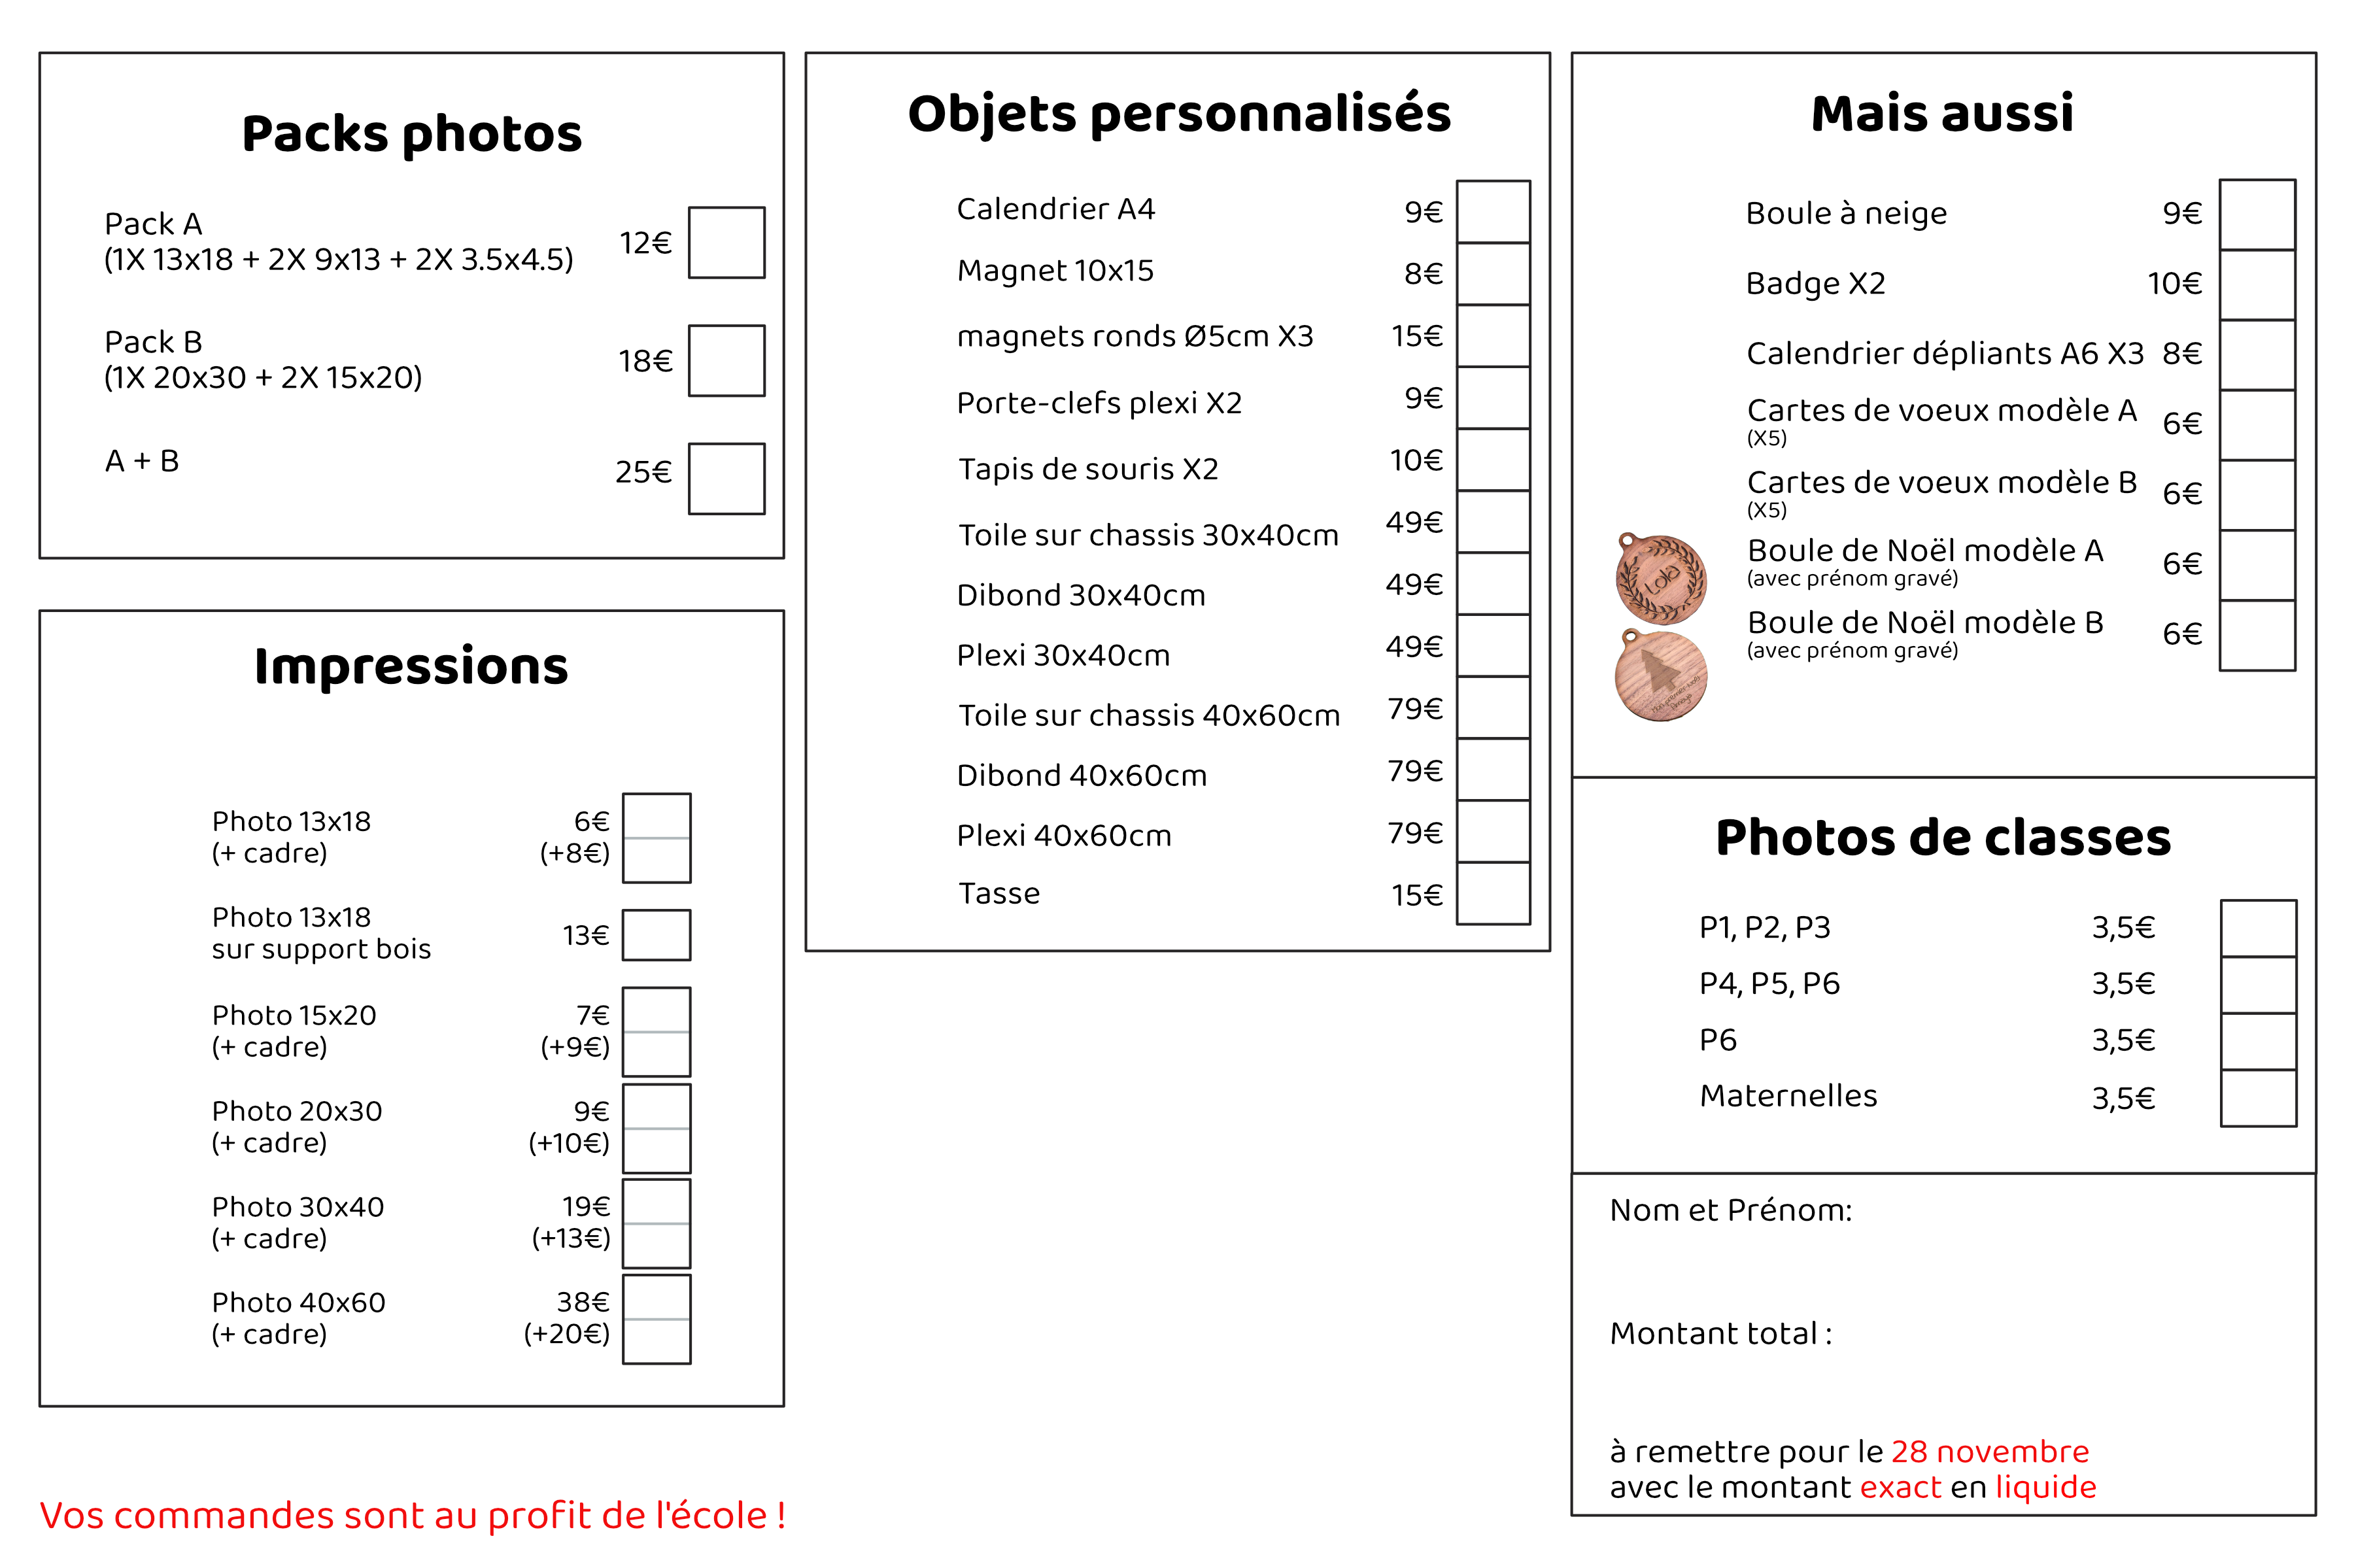 Packs photos
Pack A
(1X 13x18 + 2X 9x13 + 2X 3.5x4.5) 12€
Pack B
(1X 20x30 + 2X 15x20) 18€
A + B 25€
Impressions
Photo 13x18 6€
(+ cadre) (+8€)
Photo 13x18
sur support bois 13€
Photo 15x20 7€
(+ cadre) (+9€)
Photo 20x30 9€
(+ cadre) (+10€)
Photo 30x40 19€
(+ cadre) (+13€)
Photo 40x60 38€
(+ cadre) (+20€)
Vos commandes sont au profit de l'école !
Objets personnalisés
Calendrier A4 9€
Magnet 10x15 8€
magnets ronds Ø5cm X3 15€
Porte-clefs plexi X2 9€
Tapis de souris X2 10€
Toile sur chassis 30x40cm 49€
Dibond 30x40cm 49€
Plexi 30x40cm 49€
Toile sur chassis 40x60cm 79€
Dibond 40x60cm 79€
Plexi 40x60cm 79€
Tasse 15€
Mais aussi
Boule à neige 9€
Badge X2 10€
Calendrier dépliants A6 X3 8€
Cartes de voeux modèle A 6€
(X5)
Cartes de voeux modèle B 6€
(X5)
Lola
Boule de Noël modèle A 6€
(avec prénom gravé)
Boule de Noël modèle B 6€
(avec prénom gravé)
Photos de classes
P1, P2, P3 3,5€
P4, P5, P6 3,5€
P6 3,5€
Maternelles 3,5€
Nom et Prénom:
Montant total :
à remettre pour le 28 novembre
avec le montant exact en liquide